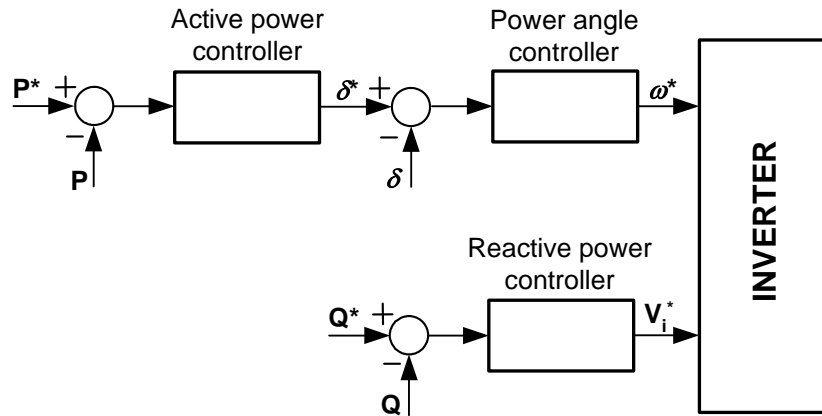 Active power
controller
Power angle
controller
P* + − P
δ* + − δ
ω*
INVERTER
Reactive power
controller
Q* + − Q
Vi*